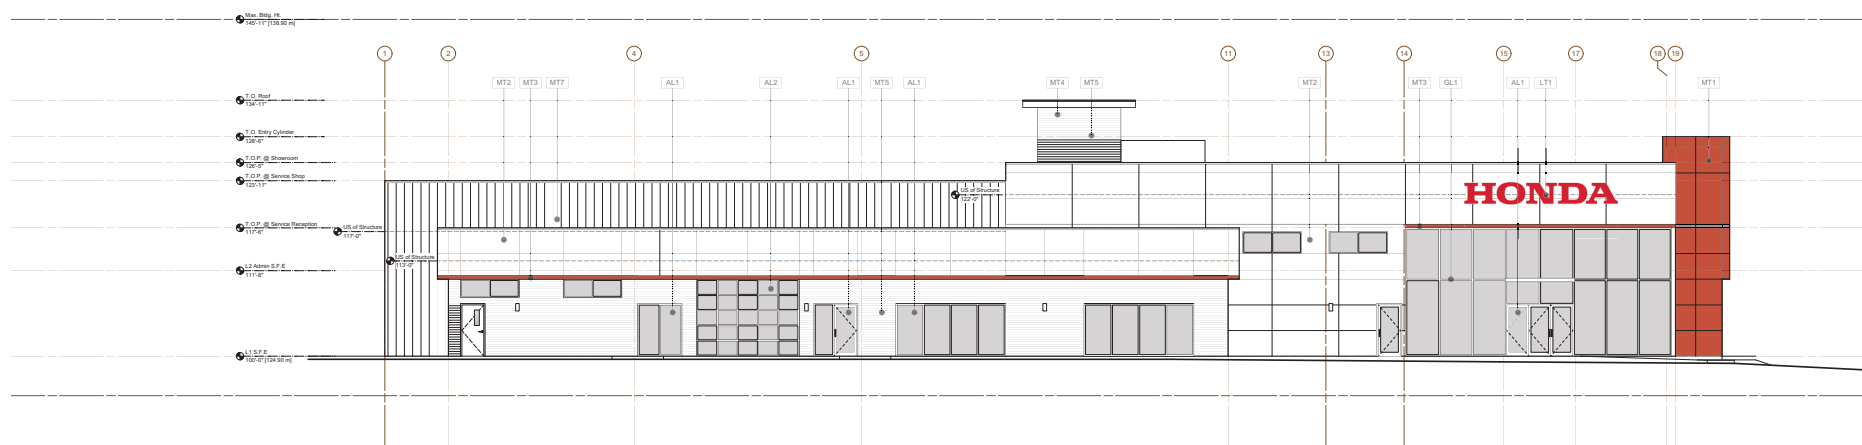 Max. Bldg. Ht.
145'-11" [138.90 m]
1 2 4 5 11 13 14 15 17 18 19
MT2 MT3 MT7 AL1 AL2 AL1 MT5 AL1 MT4 MT5 MT2 MT3 GL1 AL1 LT1 MT1
T.O. Roof
134'-11"
T.O. Entry Cylinder
128'-6"
T.O.P. @ Showroom
126'-5"
T.O.P. @ Service Shop
123'-11"
US of Structure
122'-0"
HONDA
T.O.P. @ Service Reception
117'-6"
US of Structure
117'-0"
US of Structure
113'-0"
L2 Admin S.F.E
111'-8"
L1 S.F.E
100'-0" [124.90 m]